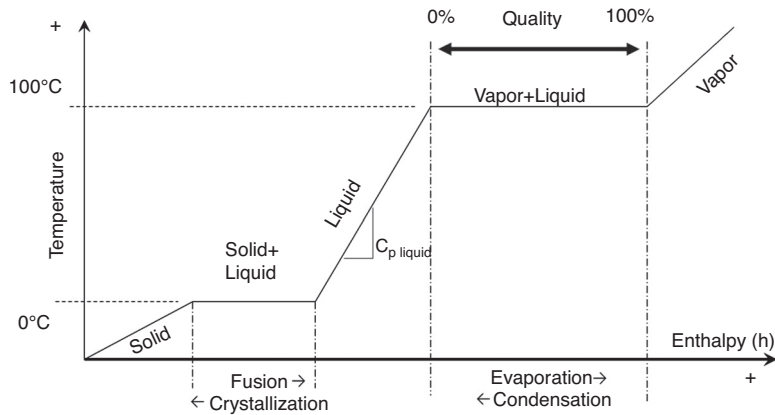 0%
Quality
100%
+
100°C
Vapor+Liquid
Vapor
Temperature
Liquid
C_p liquid
Solid+
Liquid
0°C
Solid
Enthalpy (h)
+
Fusion →
← Crystallization
Evaporation→
← Condensation